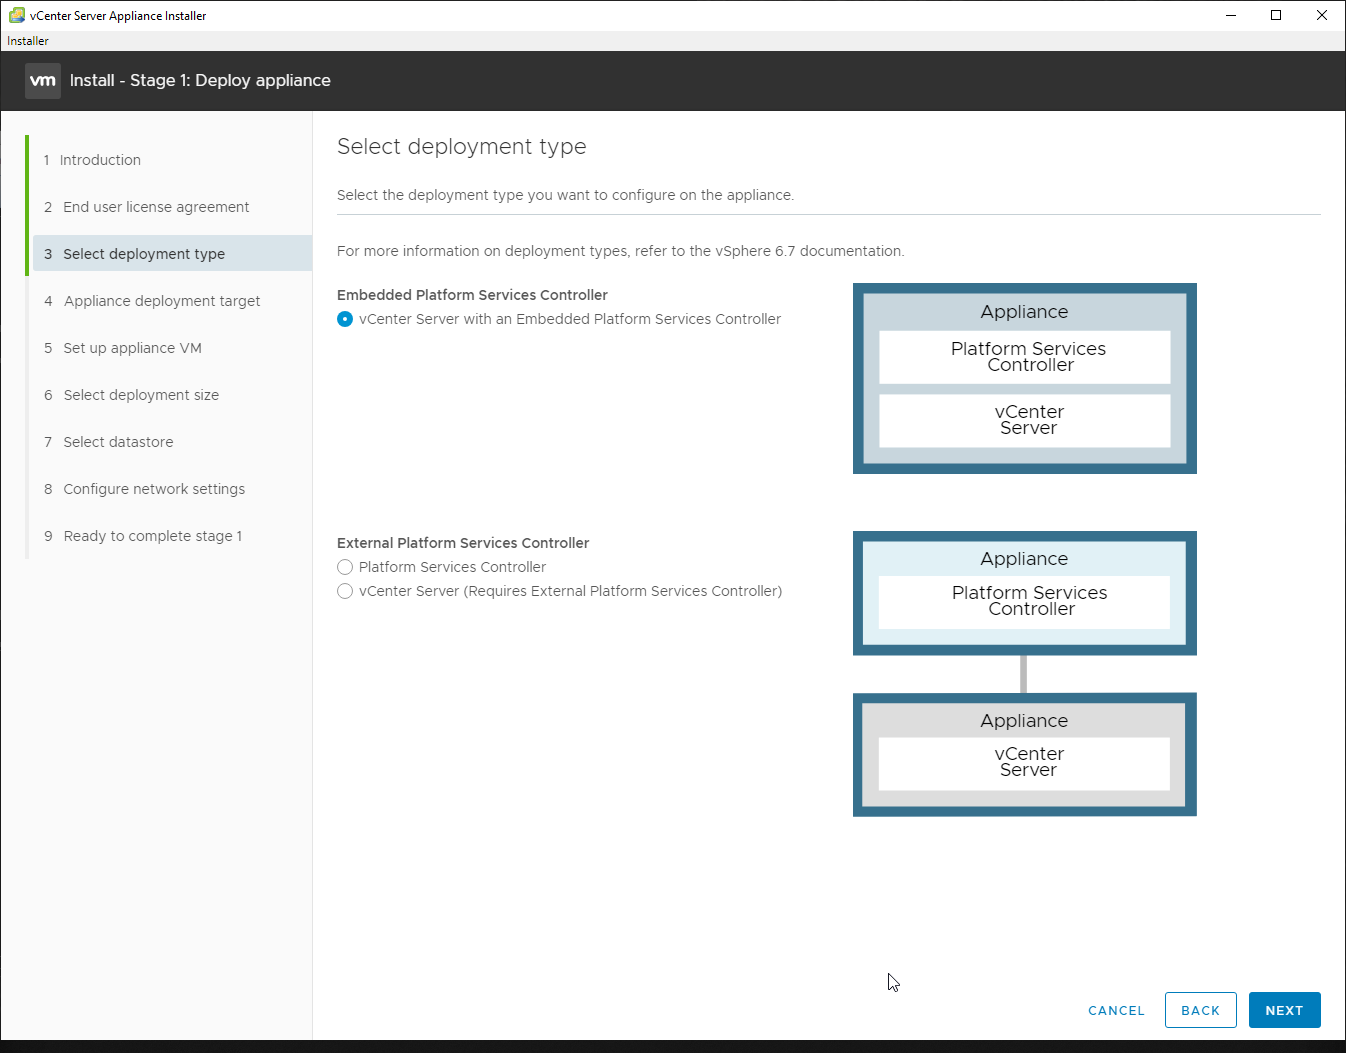 vCenter Server Appliance Installer
Installer
vm Install - Stage 1: Deploy appliance
1 Introduction
2 End user license agreement
3 Select deployment type
4 Appliance deployment target
5 Set up appliance VM
6 Select deployment size
7 Select datastore
8 Configure network settings
9 Ready to complete stage 1
Select deployment type
Select the deployment type you want to configure on the appliance.
For more information on deployment types, refer to the vSphere 6.7 documentation.
Embedded Platform Services Controller
vCenter Server with an Embedded Platform Services Controller
Appliance
Platform Services
Controller
vCenter
Server
External Platform Services Controller
Platform Services Controller
vCenter Server (Requires External Platform Services Controller)
Appliance
Platform Services
Controller
Appliance
vCenter
Server
CANCEL
BACK
NEXT